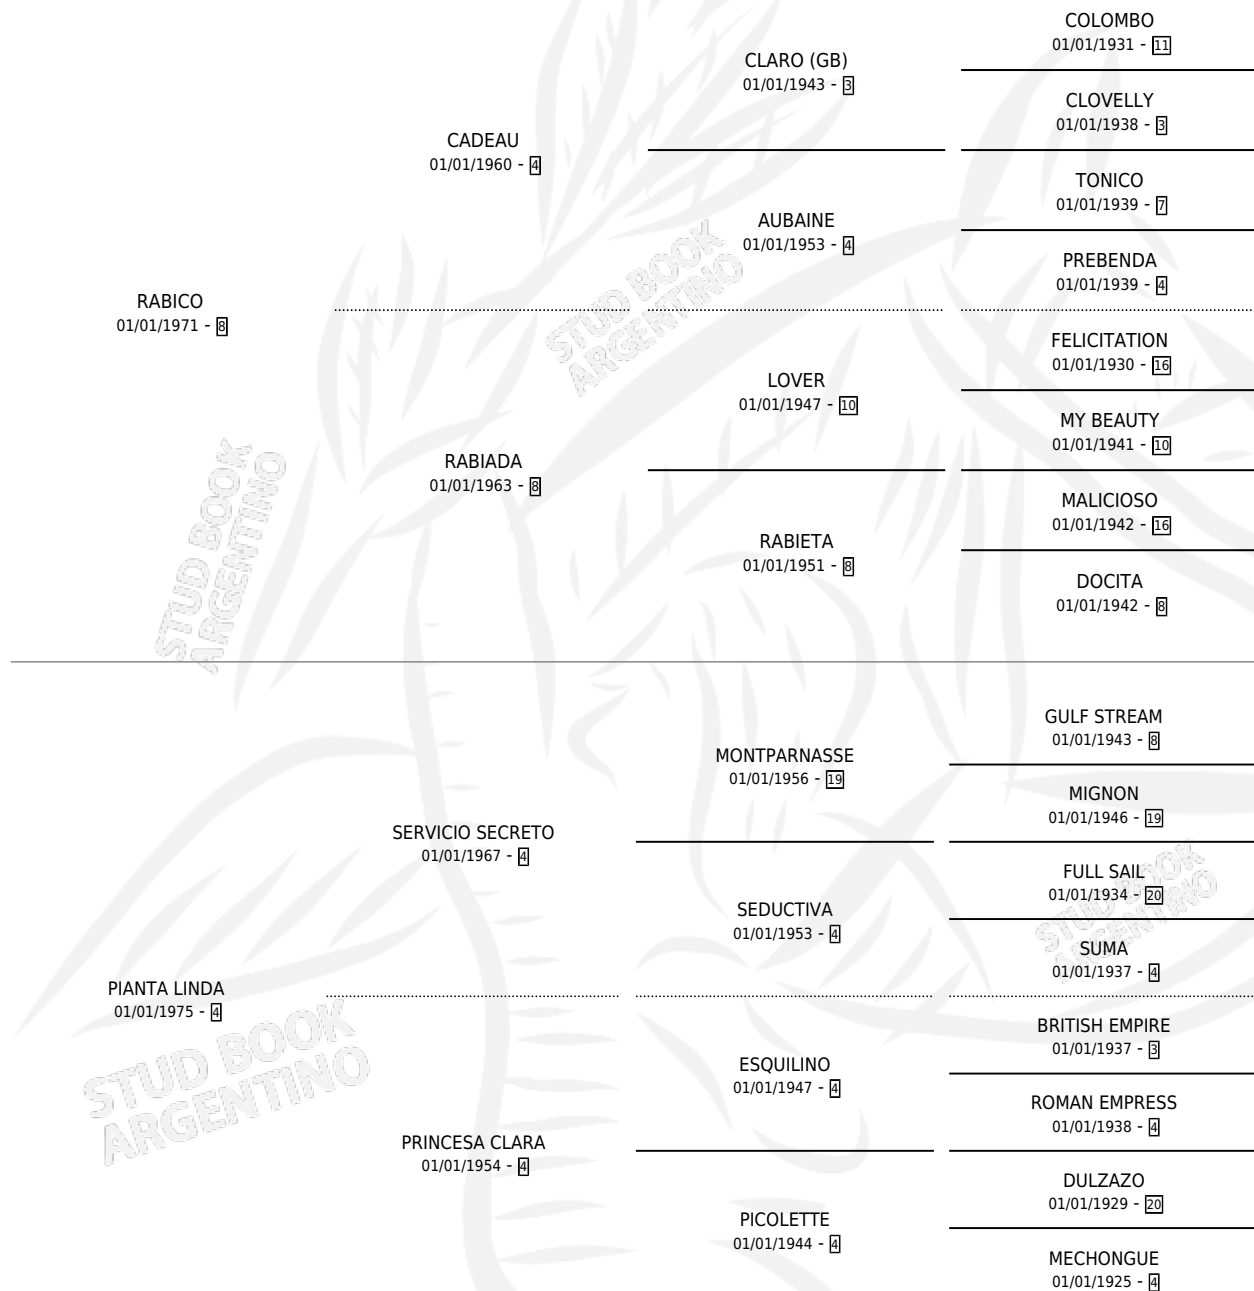 COLOMBO
01/01/1931 - 11
CLARO (GB)
01/01/1943 - 3
CLOVELLY
01/01/1938 - 3
CADEAU
01/01/1960 - 4
TONICO
01/01/1939 - 7
AUBAINE
01/01/1953 - 4
PREBENDA
01/01/1939 - 4
RABICO
01/01/1971 - 8
FELICITATION
01/01/1930 - 16
LOVER
01/01/1947 - 10
MY BEAUTY
01/01/1941 - 10
RABIADA
01/01/1963 - 8
MALICIOSO
01/01/1942 - 16
RABIETA
01/01/1951 - 8
DOCITA
01/01/1942 - 8
STUD BOOK
ARGENTINO
STUD BOOK
ARGENTINO
GULF STREAM
01/01/1943 - 8
MONTPARNASSE
01/01/1956 - 19
MIGNON
01/01/1946 - 19
SERVICIO SECRETO
01/01/1967 - 4
FULL SAIL
01/01/1934 - 20
SEDUCTIVA
01/01/1953 - 4
SUMA
01/01/1937 - 4
STUD BOOK
ARGENTINO
PIANTA LINDA
01/01/1975 - 4
BRITISH EMPIRE
01/01/1937 - 3
ESQUILINO
01/01/1947 - 4
ROMAN EMPRESS
01/01/1938 - 4
PRINCESA CLARA
01/01/1954 - 4
DULZAZO
01/01/1929 - 20
PICOLETTE
01/01/1944 - 4
MECHONGUE
01/01/1925 - 4
STUD BOOK
ARGENTINO